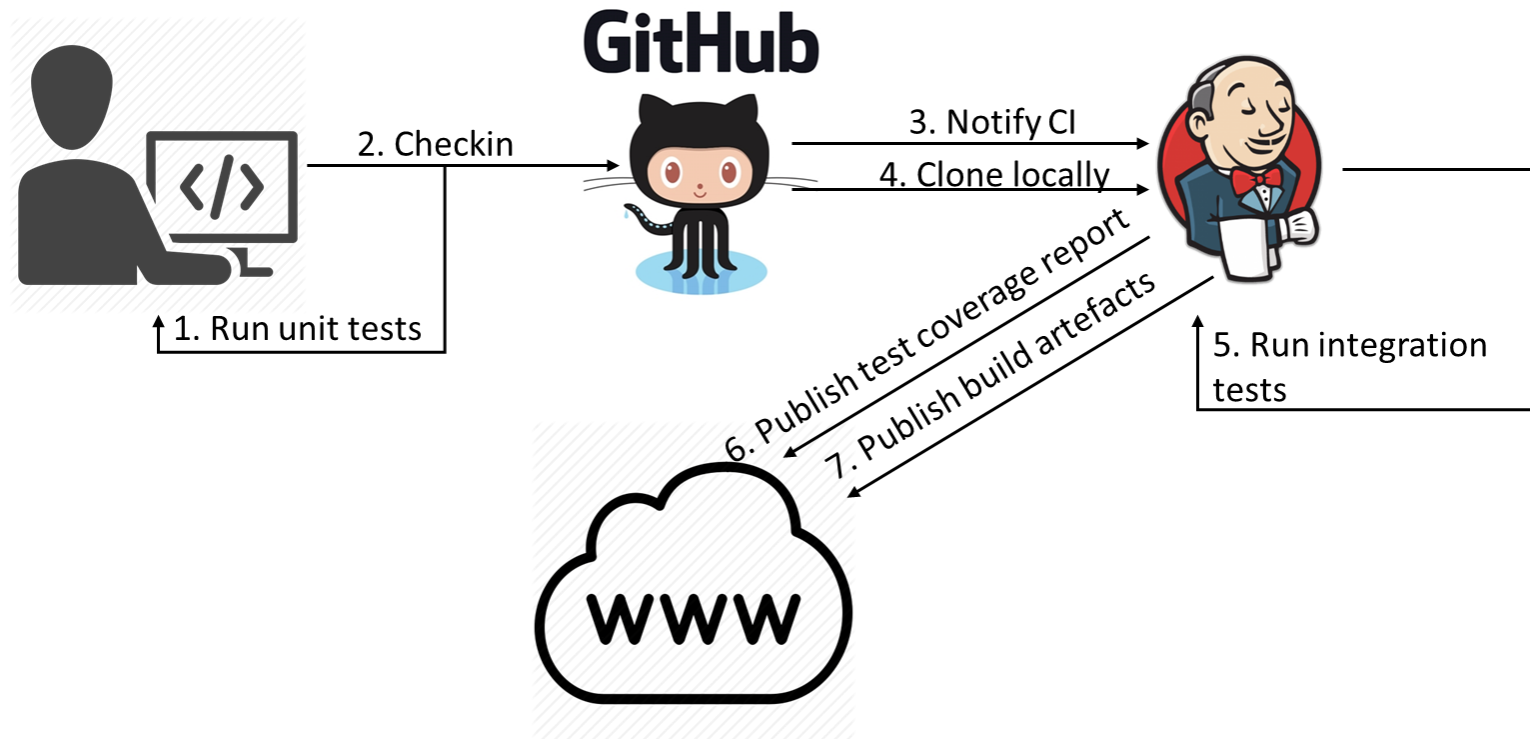 GitHub
2. Checkin
3. Notify CI
4. Clone locally
</>
1. Run unit tests
5. Run integration
tests
6. Publish test coverage report
7. Publish build artefacts
www